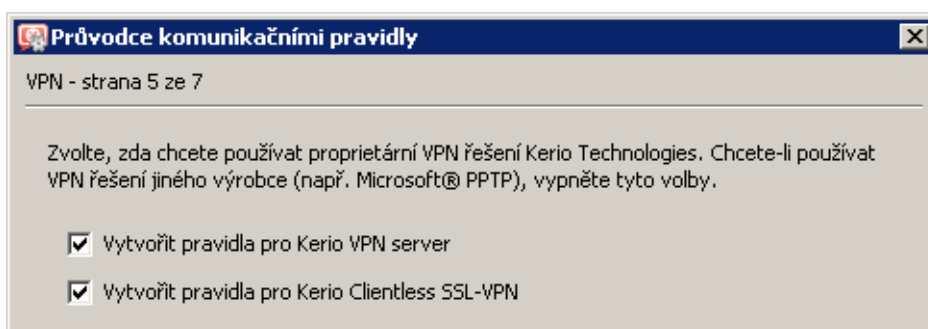 Průvodce komunikačními pravidly
VPN - strana 5 ze 7
Zvolte, zda chcete používat proprietární VPN řešení Kerio Technologies. Chcete-li používat
VPN řešení jiného výrobce (např. Microsoft® PPTP), vypněte tyto volby.
Vytvořit pravidla pro Kerio VPN server
Vytvořit pravidla pro Kerio Clientless SSL-VPN